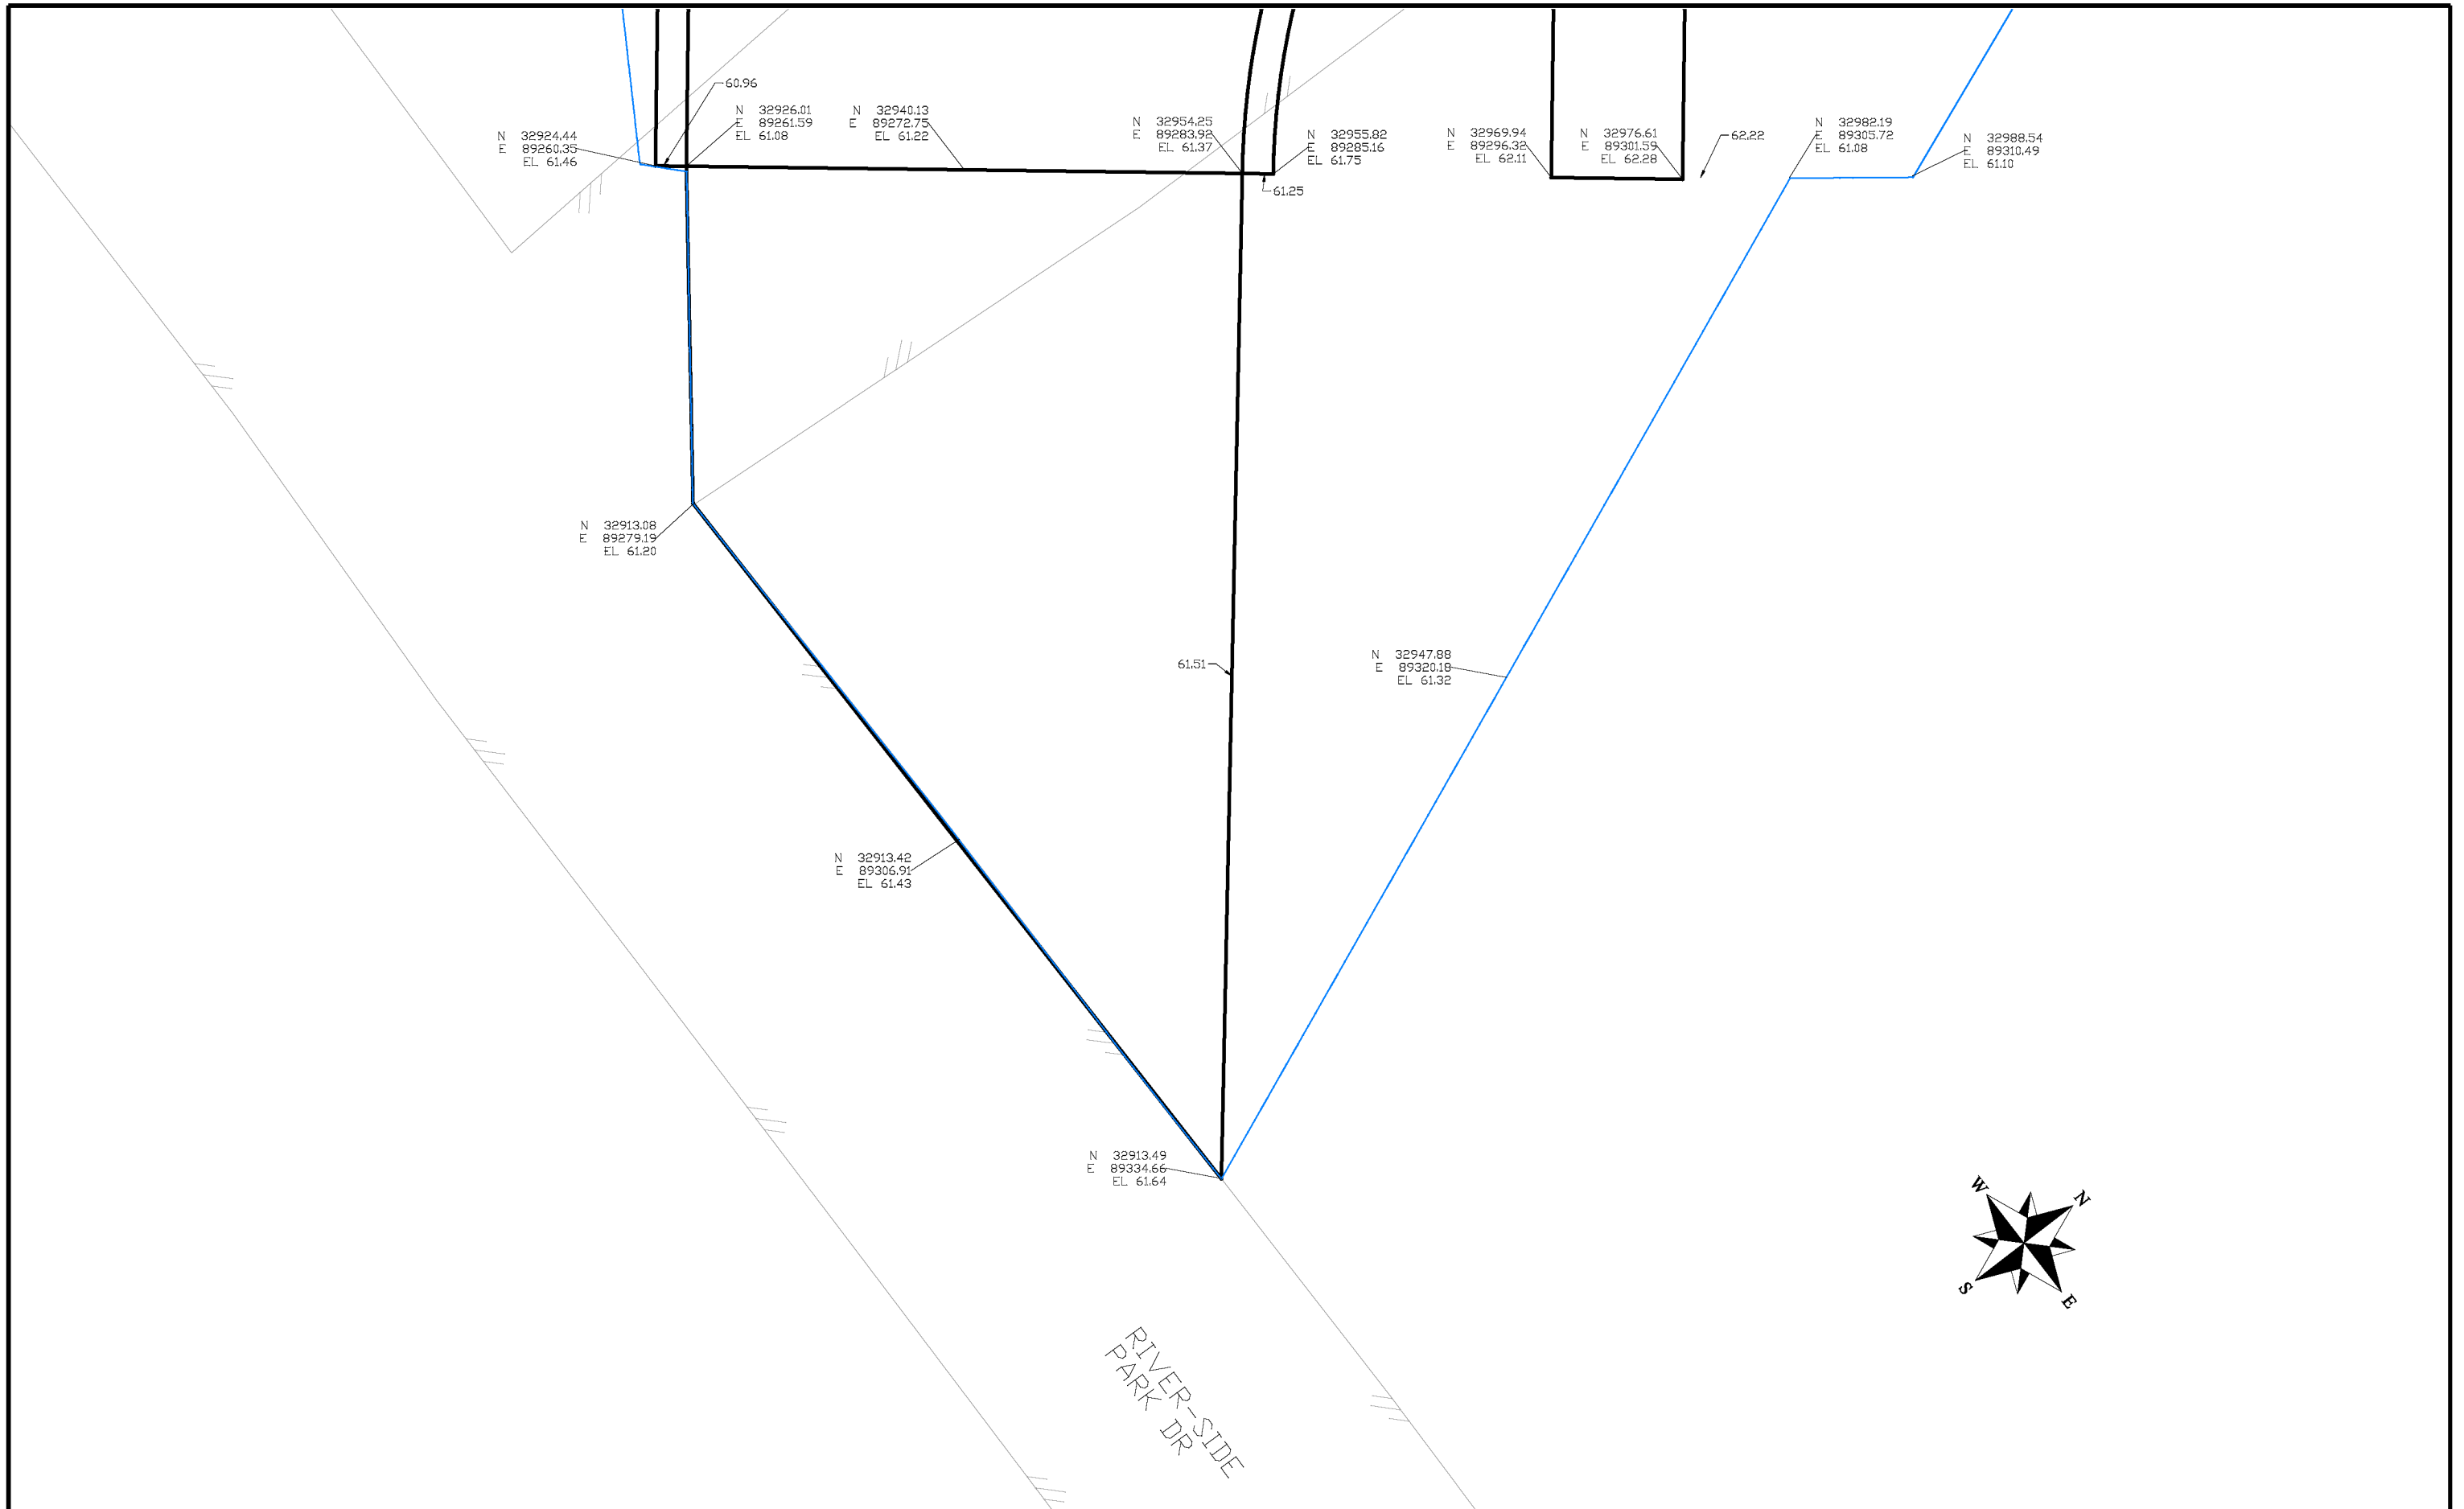 60.96
N 32926.01
E 89261.59
EL 61.08
N 32940.13
E 89272.75
EL 61.22
N 32924.44
E 89260.35
EL 61.46
N 32954.25
E 89283.92
EL 61.37
N 32955.82
E 89285.16
EL 61.75
61.25
N 32969.94
E 89296.32
EL 62.11
N 32976.61
E 89301.59
EL 62.28
62.22
N 32982.19
E 89305.72
EL 61.08
N 32988.54
E 89310.49
EL 61.10
N 32913.08
E 89279.19
EL 61.20
61.51
N 32947.88
E 89320.18
EL 61.32
N 32913.42
E 89306.91
EL 61.43
N 32913.49
E 89334.66
EL 61.64
W
N
S
E
RIVER-SIDE
PARK DR